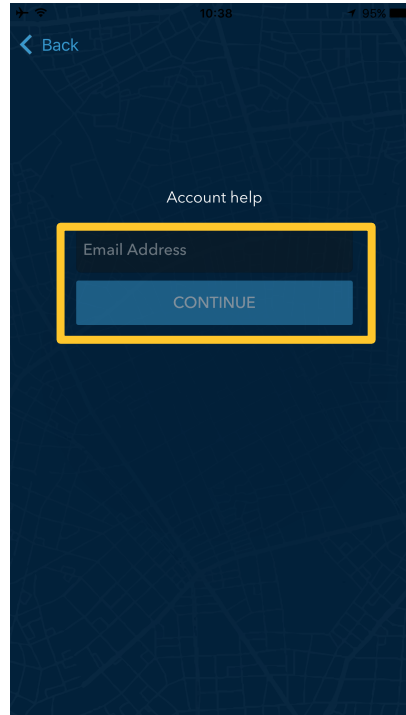 10:38
95%
Back
Account help
Email Address
CONTINUE